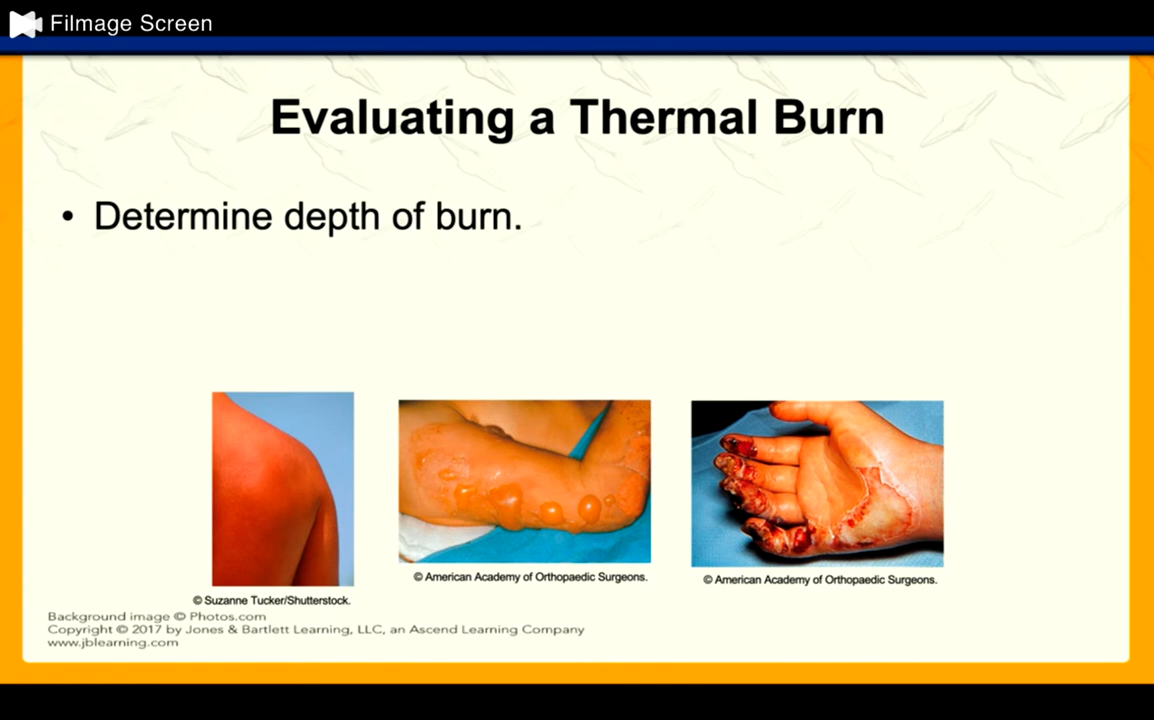 Filmage Screen
Evaluating a Thermal Burn
• Determine depth of burn.
© American Academy of Orthopaedic Surgeons.
© American Academy of Orthopaedic Surgeons.
© Suzanne Tucker/Shutterstock.
Background image © Photos.com
Copyright © 2017 by Jones & Bartlett Learning, LLC, an Ascend Learning Company
www.jblearning.com